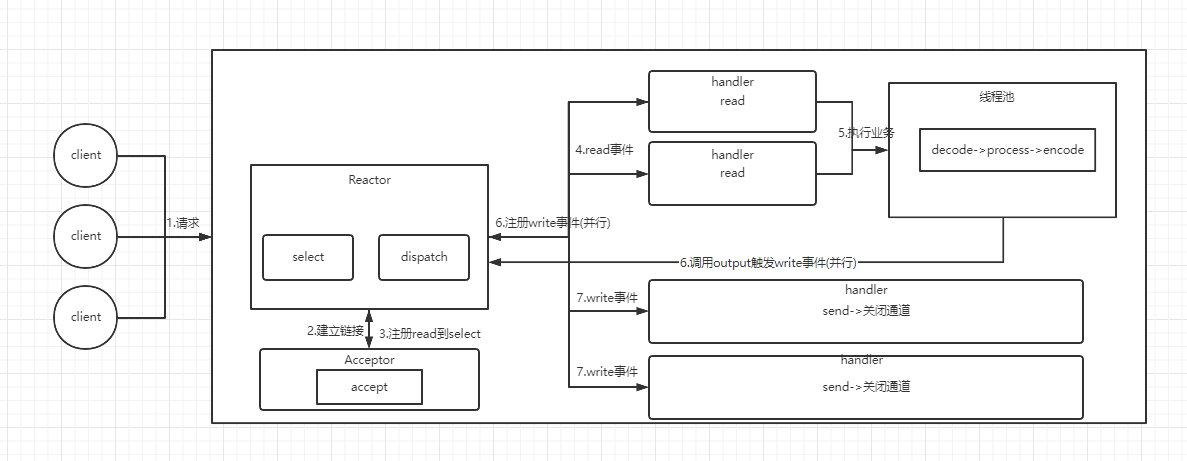 client
client
client
1.请求
Reactor
select
dispatch
2.建立链接
3.注册read到select
Acceptor
accept
4.read事件
handler
read
handler
read
5.执行业务
线程池
decode->process->encode
6.注册write事件(并行)
6.调用output触发write事件(并行)
7.write事件
handler
send->关闭通道
7.write事件
handler
send->关闭通道